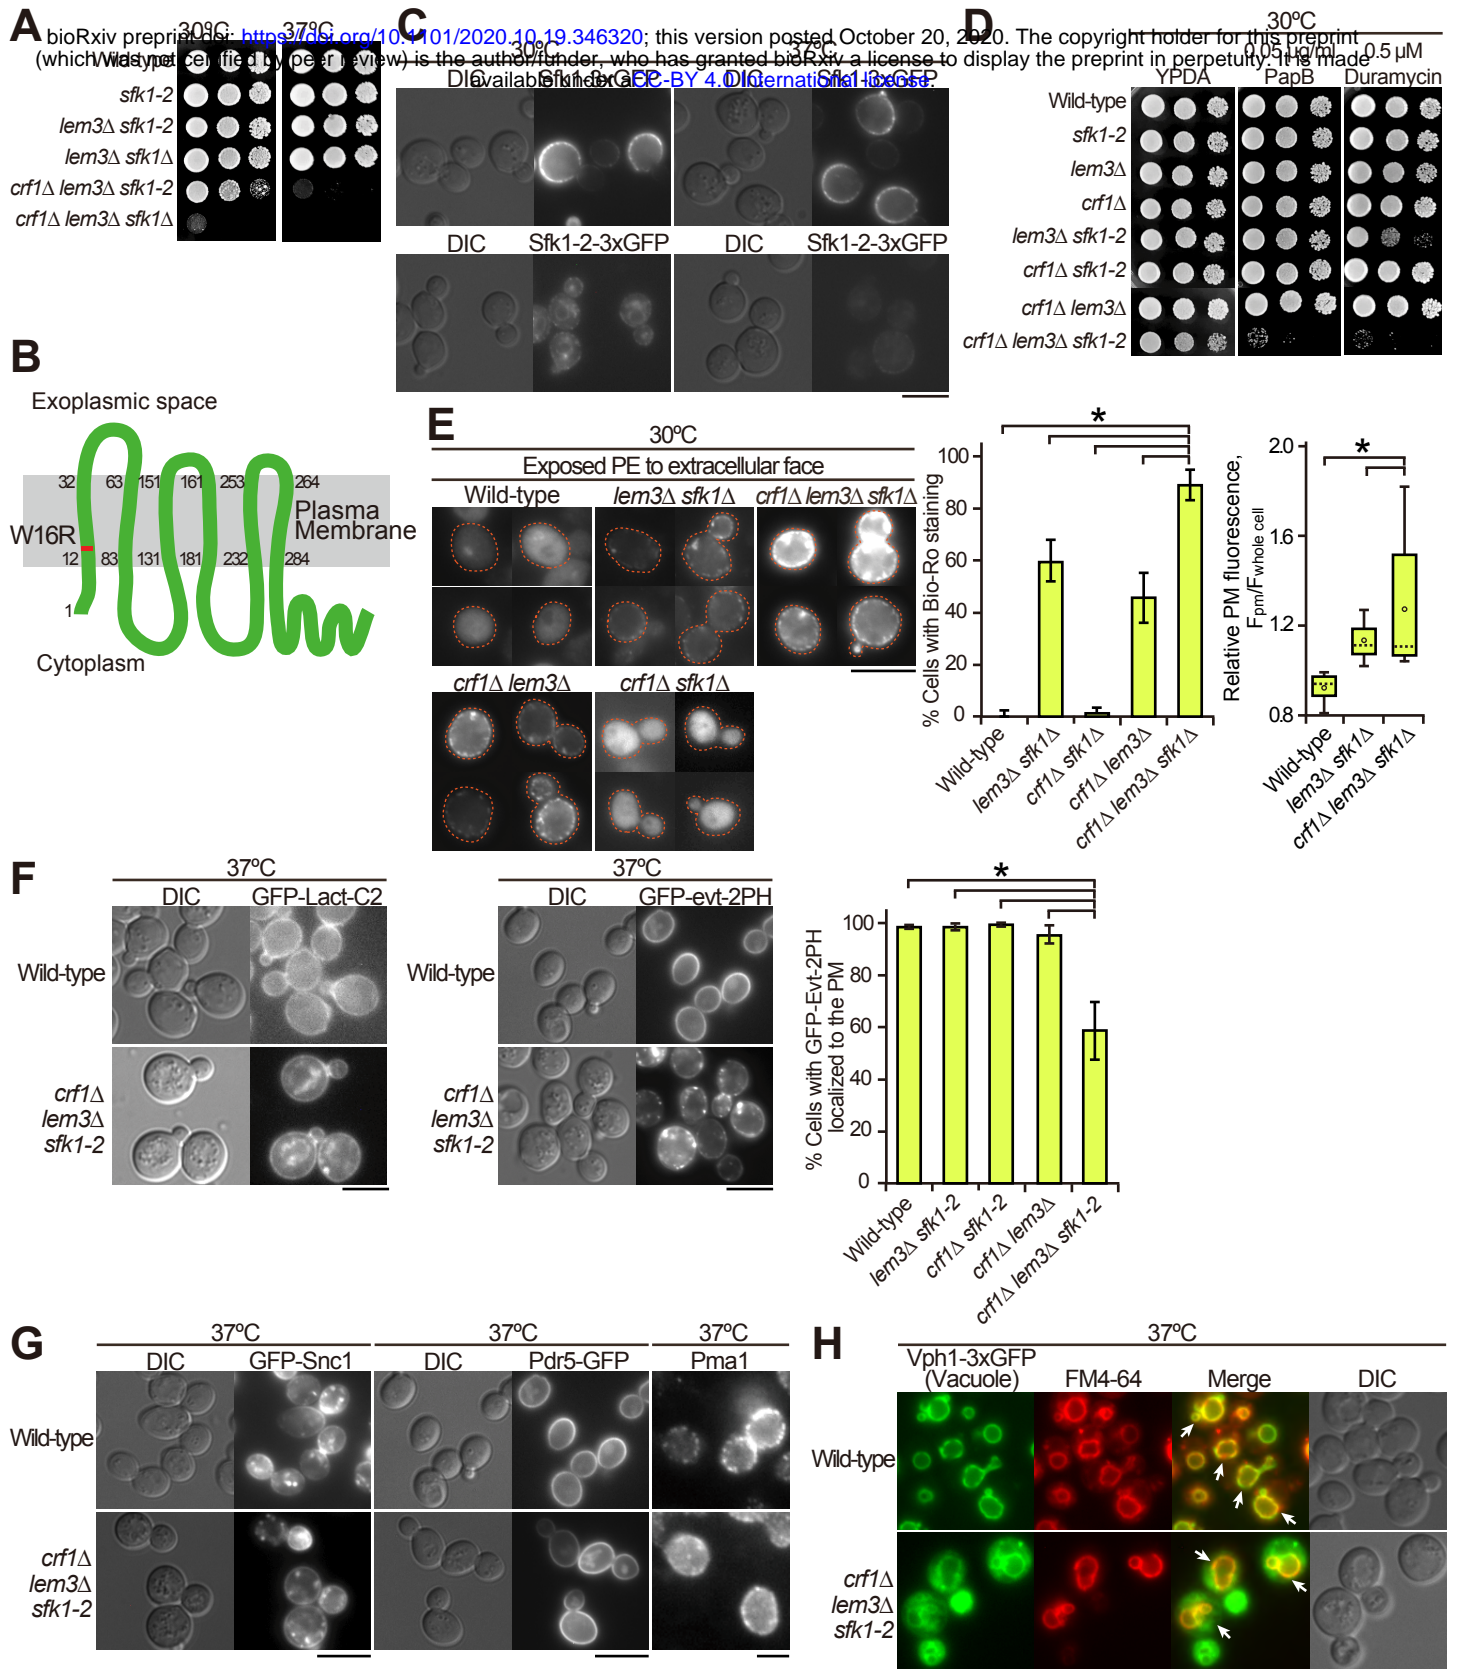 bioRxiv preprint doi: https://doi.org/10.1101/2020.10.19.346320; this version posted October 20, 2020. The copyright holder for this preprint
(which was not certified by peer review) is the author/funder, who has granted bioRxiv a license to display the preprint in perpetuity. It is made
available under aCC-BY 4.0 International license.
A
30ºC 37ºC
Wild-type
sfk1-2
lem3Δ sfk1-2
lem3Δ sfk1Δ
crf1Δ lem3Δ sfk1-2
crf1Δ lem3Δ sfk1Δ
B
Exoplasmic space
32 63 151 161 253 264
Plasma
Membrane
W16R
12 83 131 181 232 284
1
Cytoplasm
C
30ºC 37ºC
DIC Sfk1-3xGFP DIC Sfk1-3xGFP
DIC Sfk1-2-3xGFP DIC Sfk1-2-3xGFP
D
30ºC
0.05 µg/ml 0.5 µM
YPDA PapB Duramycin
Wild-type
sfk1-2
lem3Δ
crf1Δ
lem3Δ sfk1-2
crf1Δ sfk1-2
crf1Δ lem3Δ
crf1Δ lem3Δ sfk1-2
E
30ºC
Exposed PE to extracellular face
Wild-type lem3Δ sfk1Δ crf1Δ lem3Δ sfk1Δ
crf1Δ lem3Δ crf1Δ sfk1Δ
% Cells with Bio-Ro staining
100
80
60
40
20
0
*
Wild-type
lem3Δ sfk1Δ
crf1Δ sfk1Δ
crf1Δ lem3Δ
crf1Δ lem3Δ sfk1Δ
Relative PM fluorescence,
Fpm/Fwhole cell
2.0
1.6
1.2
0.8
*
Wild-type
lem3Δ sfk1Δ
crf1Δ lem3Δ sfk1Δ
F
37ºC
DIC GFP-Lact-C2
Wild-type
crf1Δ
lem3Δ
sfk1-2
37ºC
DIC GFP-evt-2PH
Wild-type
crf1Δ
lem3Δ
sfk1-2
% Cells with GFP-Evt-2PH
localized to the PM
100
80
60
40
20
0
*
Wild-type
lem3Δ sfk1-2
crf1Δ sfk1-2
crf1Δ lem3Δ
crf1Δ lem3Δ sfk1-2
G
37ºC 37ºC 37ºC
DIC GFP-Snc1 DIC Pdr5-GFP Pma1
Wild-type
crf1Δ
lem3Δ
sfk1-2
H
37ºC
Vph1-3xGFP
(Vacuole) FM4-64 Merge DIC
Wild-type
crf1Δ
lem3Δ
sfk1-2